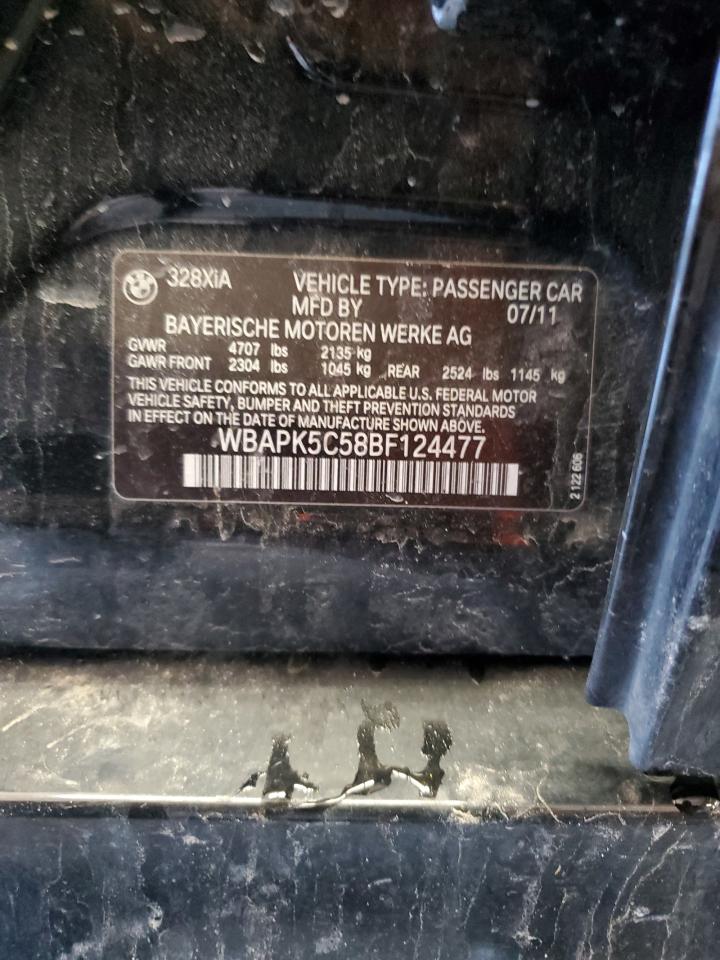 328XiA VEHICLE TYPE: PASSENGER CAR
MFD BY 07/11
BAYERISCHE MOTOREN WERKE AG
GVWR 4707 lbs 2135 kg
GAWR FRONT 2304 lbs 1045 kg REAR 2524 lbs 1145 kg
THIS VEHICLE CONFORMS TO ALL APPLICABLE U.S. FEDERAL MOTOR
VEHICLE SAFETY, BUMPER AND THEFT PREVENTION STANDARDS
IN EFFECT ON THE DATE OF MANUFACTURE SHOWN ABOVE.
WBAPK5C58BF124477
2 122 606